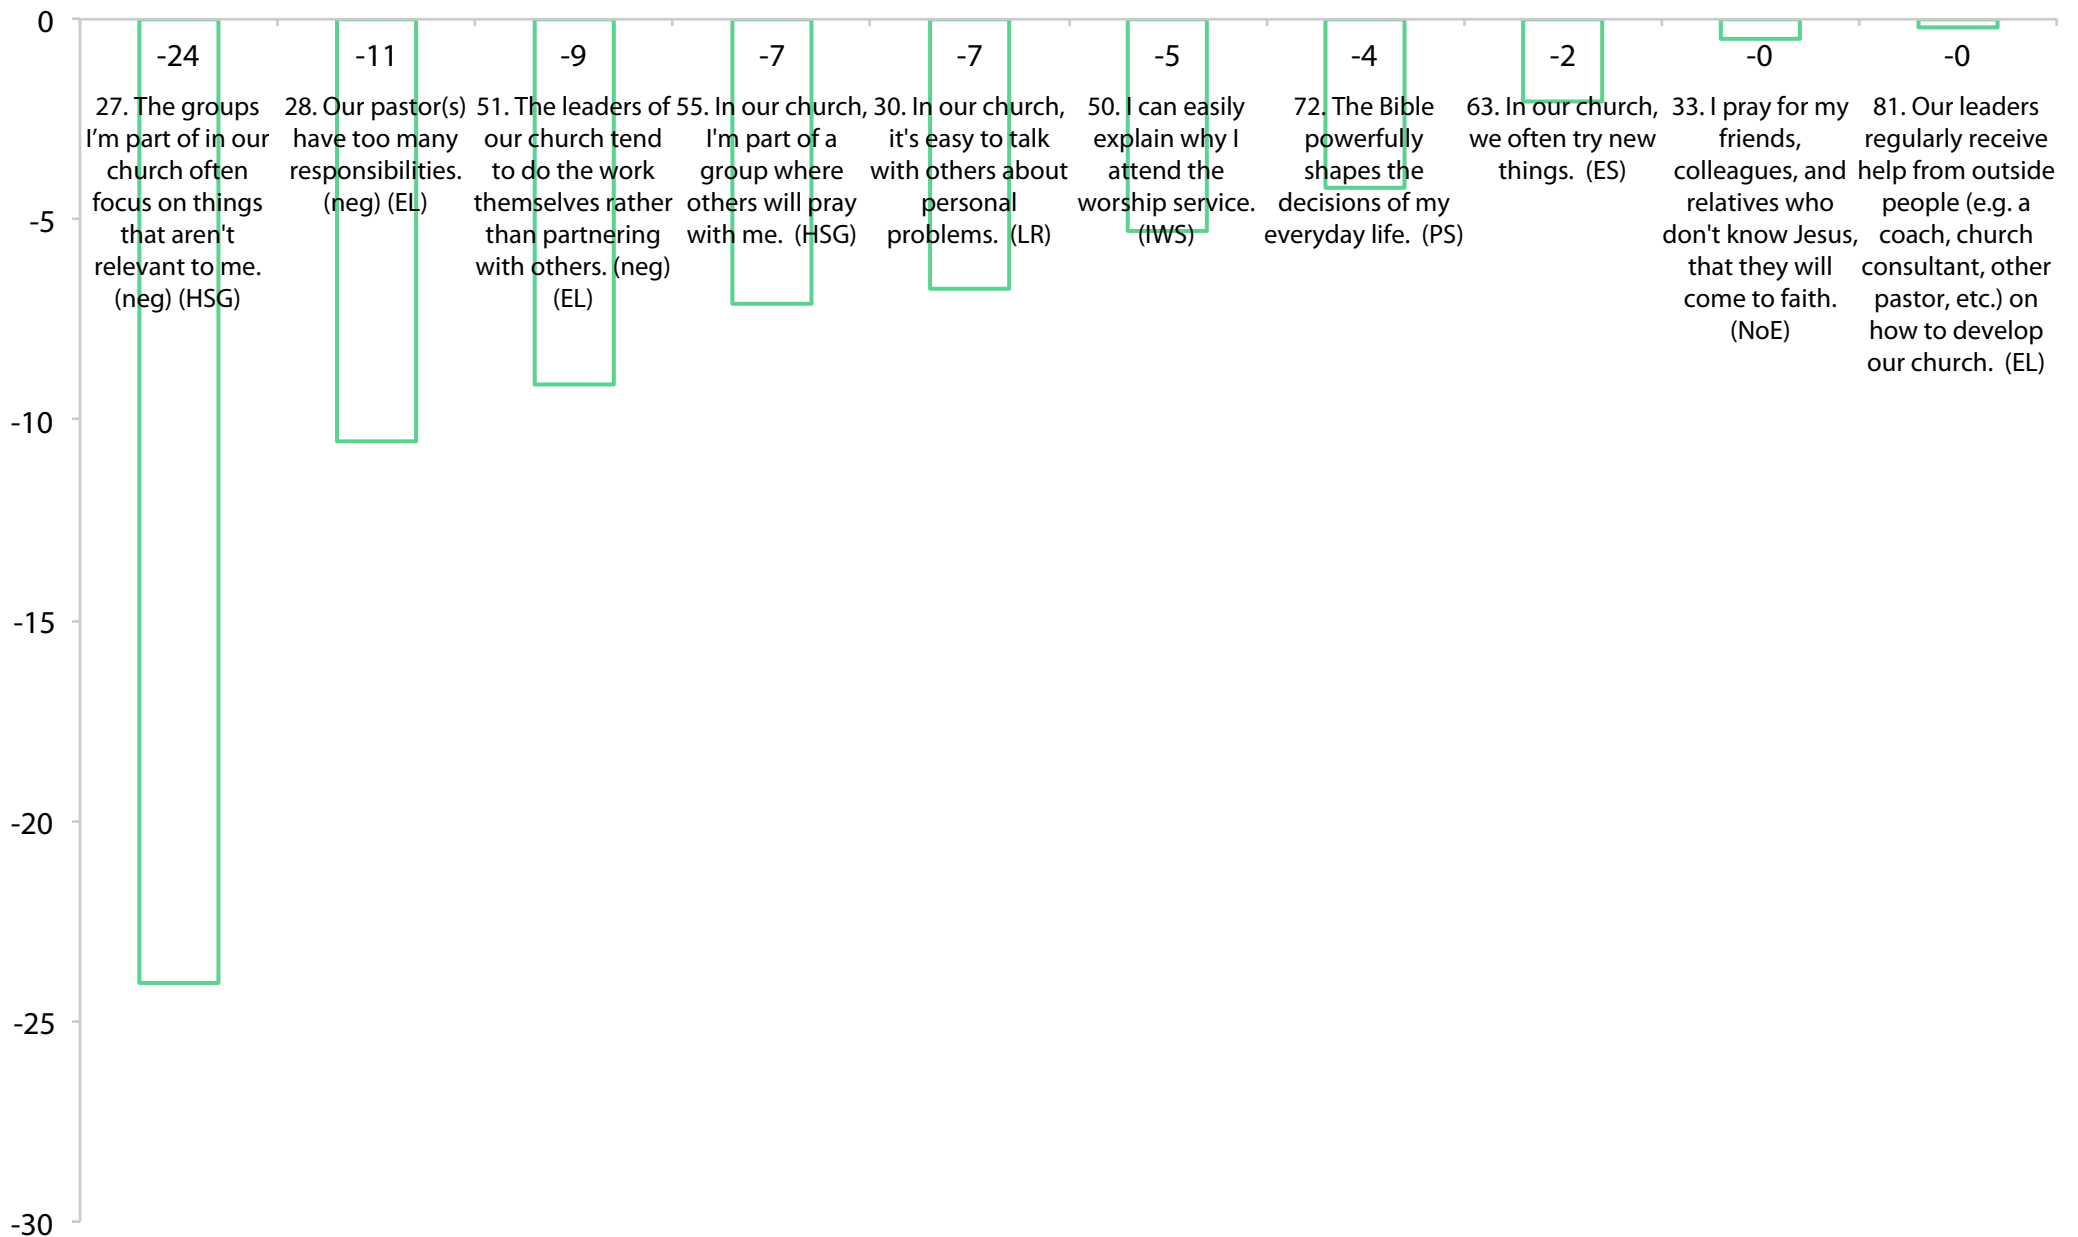 0
-5
-10
-15
-20
-25
-30
-24
27. The groups
I’m part of in our
church often
focus on things
that aren't
relevant to me.
(neg) (HSG)
-11
28. Our pastor(s)
have too many
responsibilities.
(neg) (EL)
-9
51. The leaders of
our church tend
to do the work
themselves rather
than partnering
with others. (neg)
(EL)
-7
55. In our church,
I'm part of a
group where
others will pray
with me.  (HSG)
-7
30. In our church,
it's easy to talk
with others about
personal
problems.  (LR)
-5
50. I can easily
explain why I
attend the
worship service.
(IWS)
-4
72. The Bible
powerfully
shapes the
decisions of my
everyday life.  (PS)
-2
63. In our church,
we often try new
things.  (ES)
-0
33. I pray for my
friends,
colleagues, and
relatives who
don't know Jesus,
that they will
come to faith.
(NoE)
-0
81. Our leaders
regularly receive
help from outside
people (e.g. a
coach, church
consultant, other
pastor, etc.) on
how to develop
our church.  (EL)